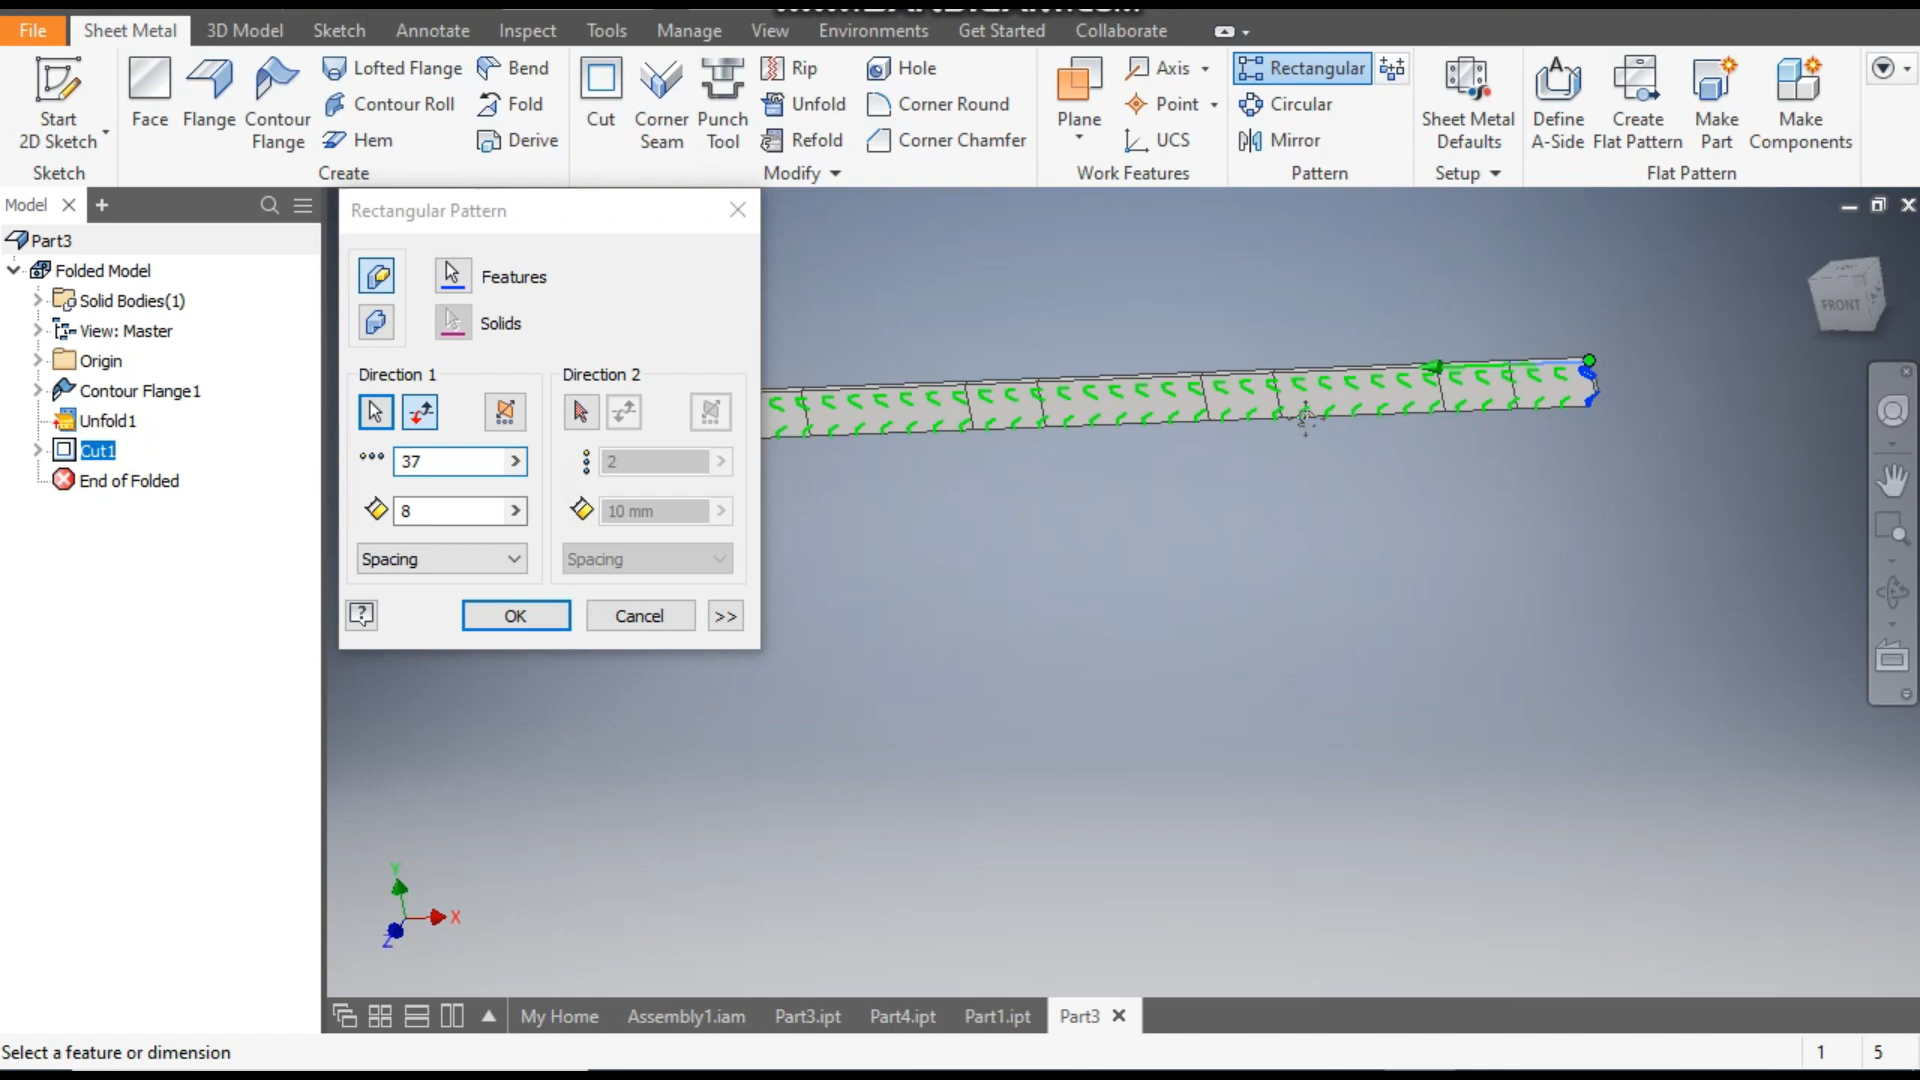 File Sheet Metal 3D Model Sketch Annotate Inspect Tools Manage View Environments Get Started Collaborate
Start 2D Sketch
Face
Flange
Contour Flange
Lofted Flange
Contour Roll
Hem
Bend
Fold
Derive
Cut
Corner Seam
Punch Tool
Rip
Unfold
Refold
Hole
Corner Round
Corner Chamfer
Plane
Axis
Point
UCS
Rectangular
Circular
Mirror
Sheet Metal Defaults
Define A-Side
Create Flat Pattern
Make Part
Make Components
Sketch Create Modify Work Features Pattern Setup Flat Pattern
Model
Part3
Folded Model
Solid Bodies(1)
View: Master
Origin
Contour Flange1
Unfold1
Cut1
End of Folded
Rectangular Pattern
Features
Solids
Direction 1 Direction 2
37 2
8 10 mm
Spacing Spacing
? OK Cancel >>
FRONT
Y
X
Z
My Home Assembly1.iam Part3.ipt Part4.ipt Part1.ipt Part3
Select a feature or dimension 1 5